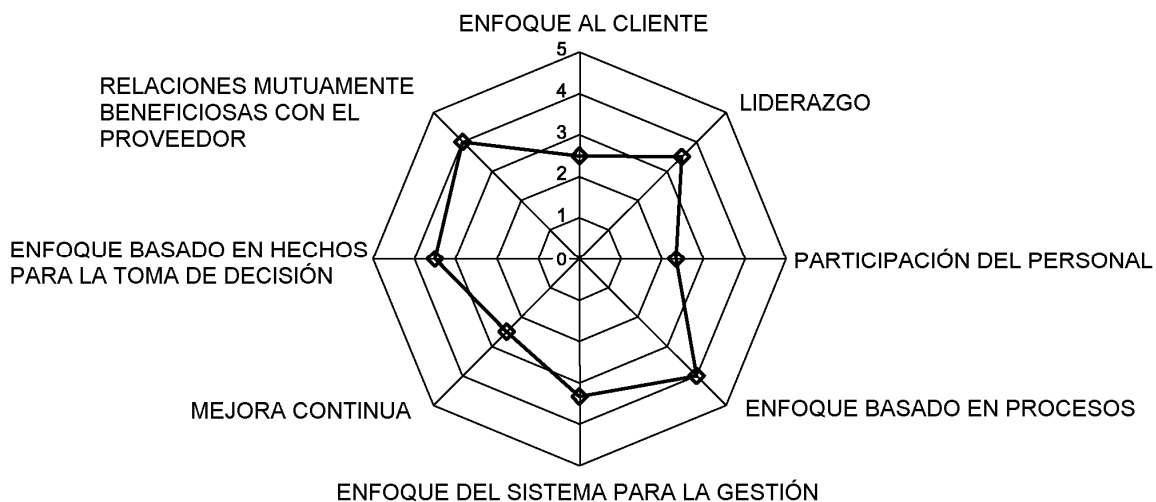 ENFOQUE AL CLIENTE
5
RELACIONES MUTUAMENTE
BENEFICIOSAS CON EL
PROVEEDOR
4
LIDERAZGO
3
2
1
ENFOQUE BASADO EN HECHOS
PARA LA TOMA DE DECISIÓN
0
PARTICIPACIÓN DEL PERSONAL
MEJORA CONTINUA
ENFOQUE BASADO EN PROCESOS
ENFOQUE DEL SISTEMA PARA LA GESTIÓN